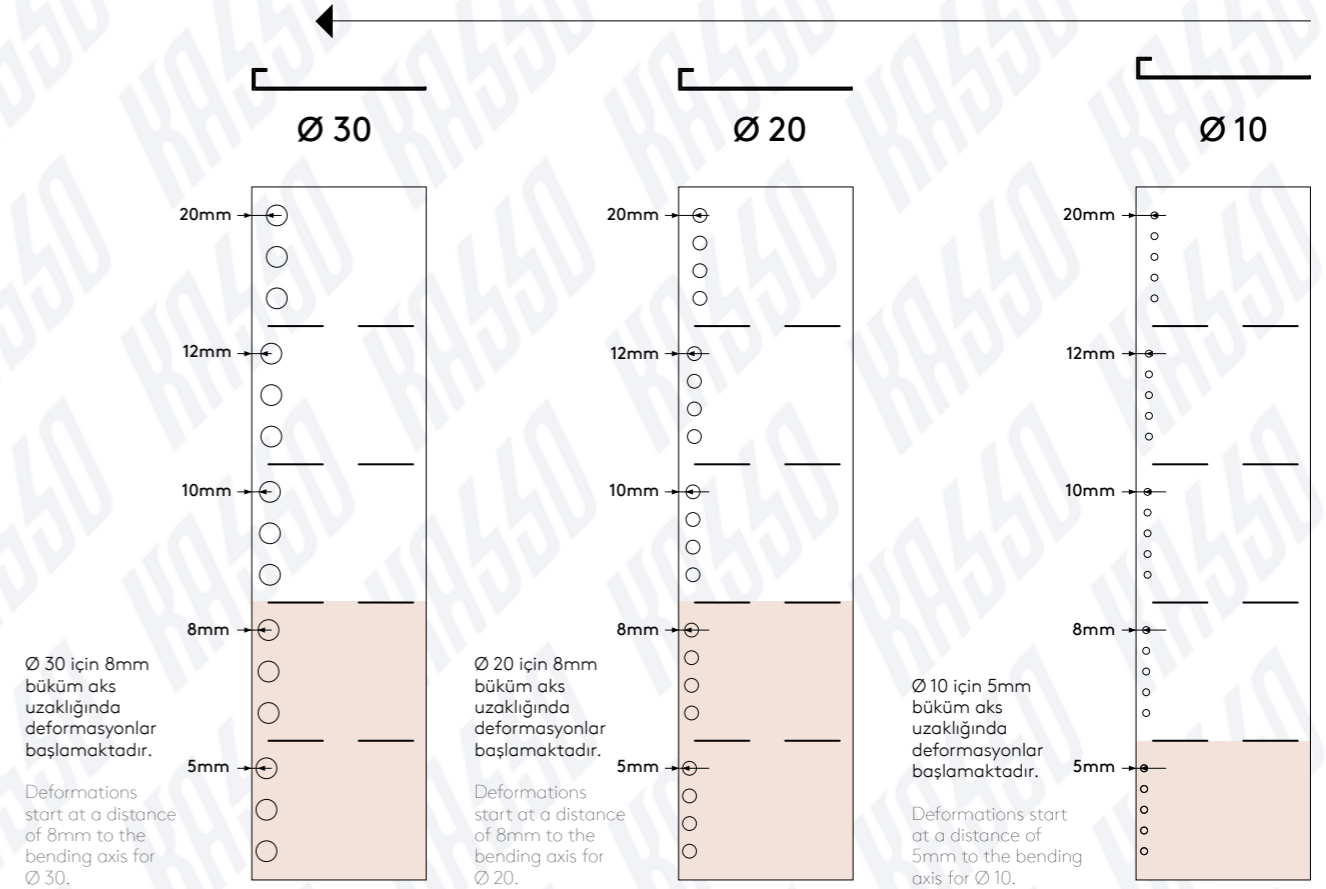 Ø 30
20mm
12mm
10mm
8mm
5mm
Ø 30 için 8mm
büküm aks
uzaklığında
deformasyonlar
başlamaktadır.
Deformations
start at a distance
of 8mm to the
bending axis for
Ø 30.
Ø 20
20mm
12mm
10mm
8mm
5mm
Ø 20 için 8mm
büküm aks
uzaklığında
deformasyonlar
başlamaktadır.
Deformations
start at a distance
of 8mm to the
bending axis for
Ø 20.
Ø 10
20mm
12mm
10mm
8mm
5mm
Ø 10 için 5mm
büküm aks
uzaklığında
deformasyonlar
başlamaktadır.
Deformations start
at a distance of
5mm to the bending
axis for Ø 10.
KASSO